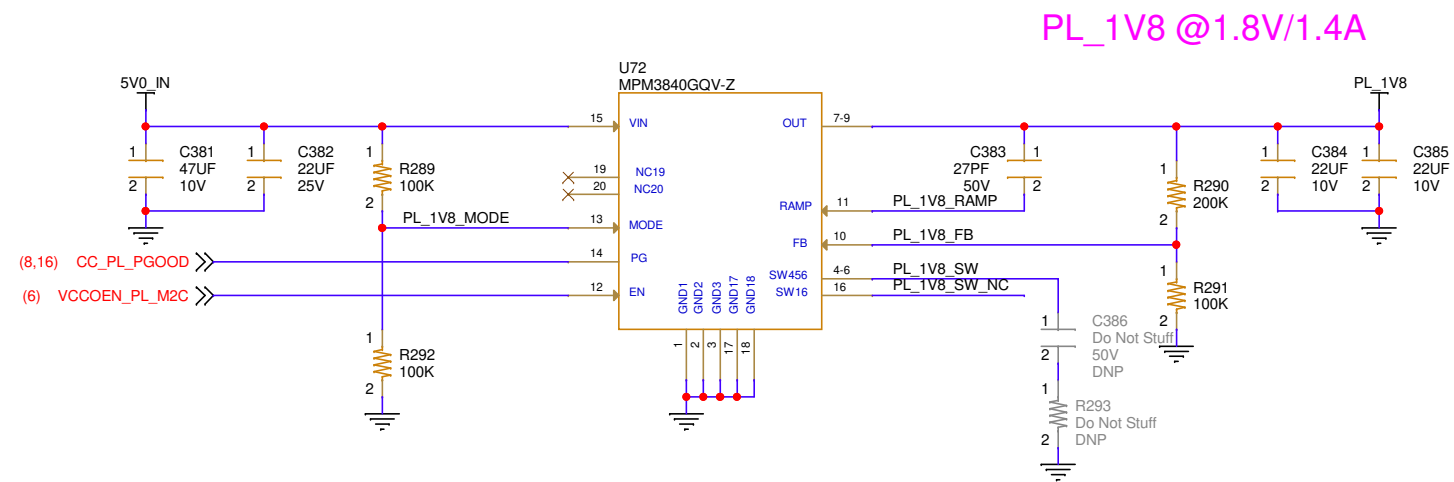 PL_1V8 @1.8V/1.4A
U72
MPM3840GQV-Z
5V0_IN
PL_1V8
15
VIN
OUT
7-9
1
C381
47UF
10V
2
1
C382
22UF
25V
2
1
R289
100K
2
19
NC19
20
NC20
PL_1V8_MODE
13
MODE
(8,16) CC_PL_PGOOD
14
PG
(6) VCCOEN_PL_M2C
12
EN
GND1
GND2
GND3
GND17
GND18
1
2
3
17
18
1
R292
100K
2
RAMP
11
PL_1V8_RAMP
FB
10
PL_1V8_FB
SW456
4-6
PL_1V8_SW
SW16
16
PL_1V8_SW_NC
C383
27PF
50V
1
2
1
R290
200K
2
1
R291
100K
2
1
C384
22UF
10V
2
1
C385
22UF
10V
2
1
C386
Do Not Stuff
50V
DNP
2
1
R293
Do Not Stuff
DNP
2